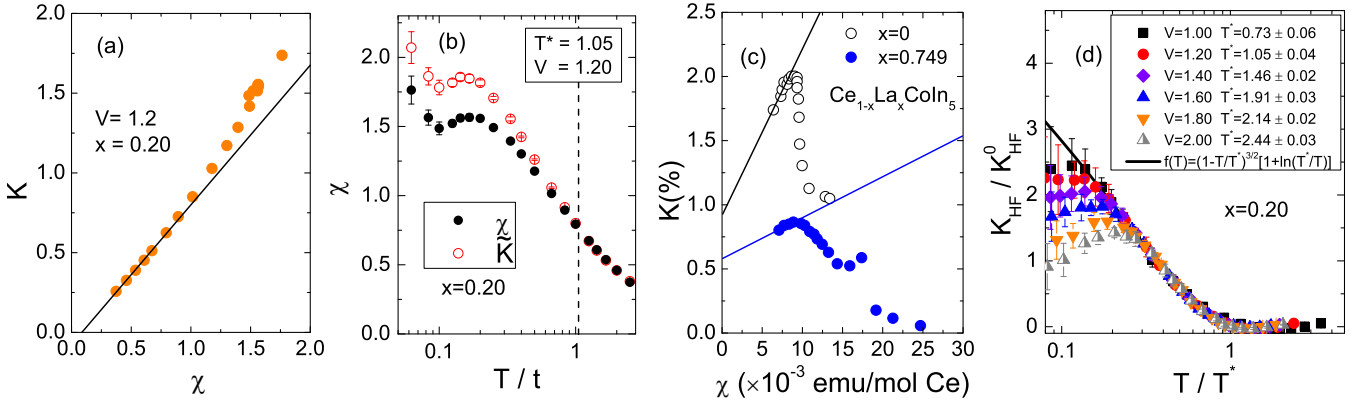 (a)
V= 1.2
x = 0.20
K
2.0
1.5
1.0
0.5
0.0
0.0
0.5
1.0
1.5
2.0
χ
(b)
T* = 1.05
V = 1.20
χ
K̃
x=0.20
χ
2.0
1.5
1.0
0.5
0.0
0.1
1
T / t
(c)
x=0
x=0.749
Ce1-xLaxCoIn5
K(%)
2.5
2.0
1.5
1.0
0.5
0.0
0
5
10
15
20
25
30
χ (×10⁻³ emu/mol Ce)
(d)
V=1.00 T*=0.73 ± 0.06
V=1.20 T*=1.05 ± 0.04
V=1.40 T*=1.46 ± 0.02
V=1.60 T*=1.91 ± 0.03
V=1.80 T*=2.14 ± 0.02
V=2.00 T*=2.44 ± 0.03
f(T)=(1-T/T*)^3/2[1+ln(T*/T)]
x=0.20
K_HF / K⁰_HF
4
3
2
1
0
0.1
1
T / T*